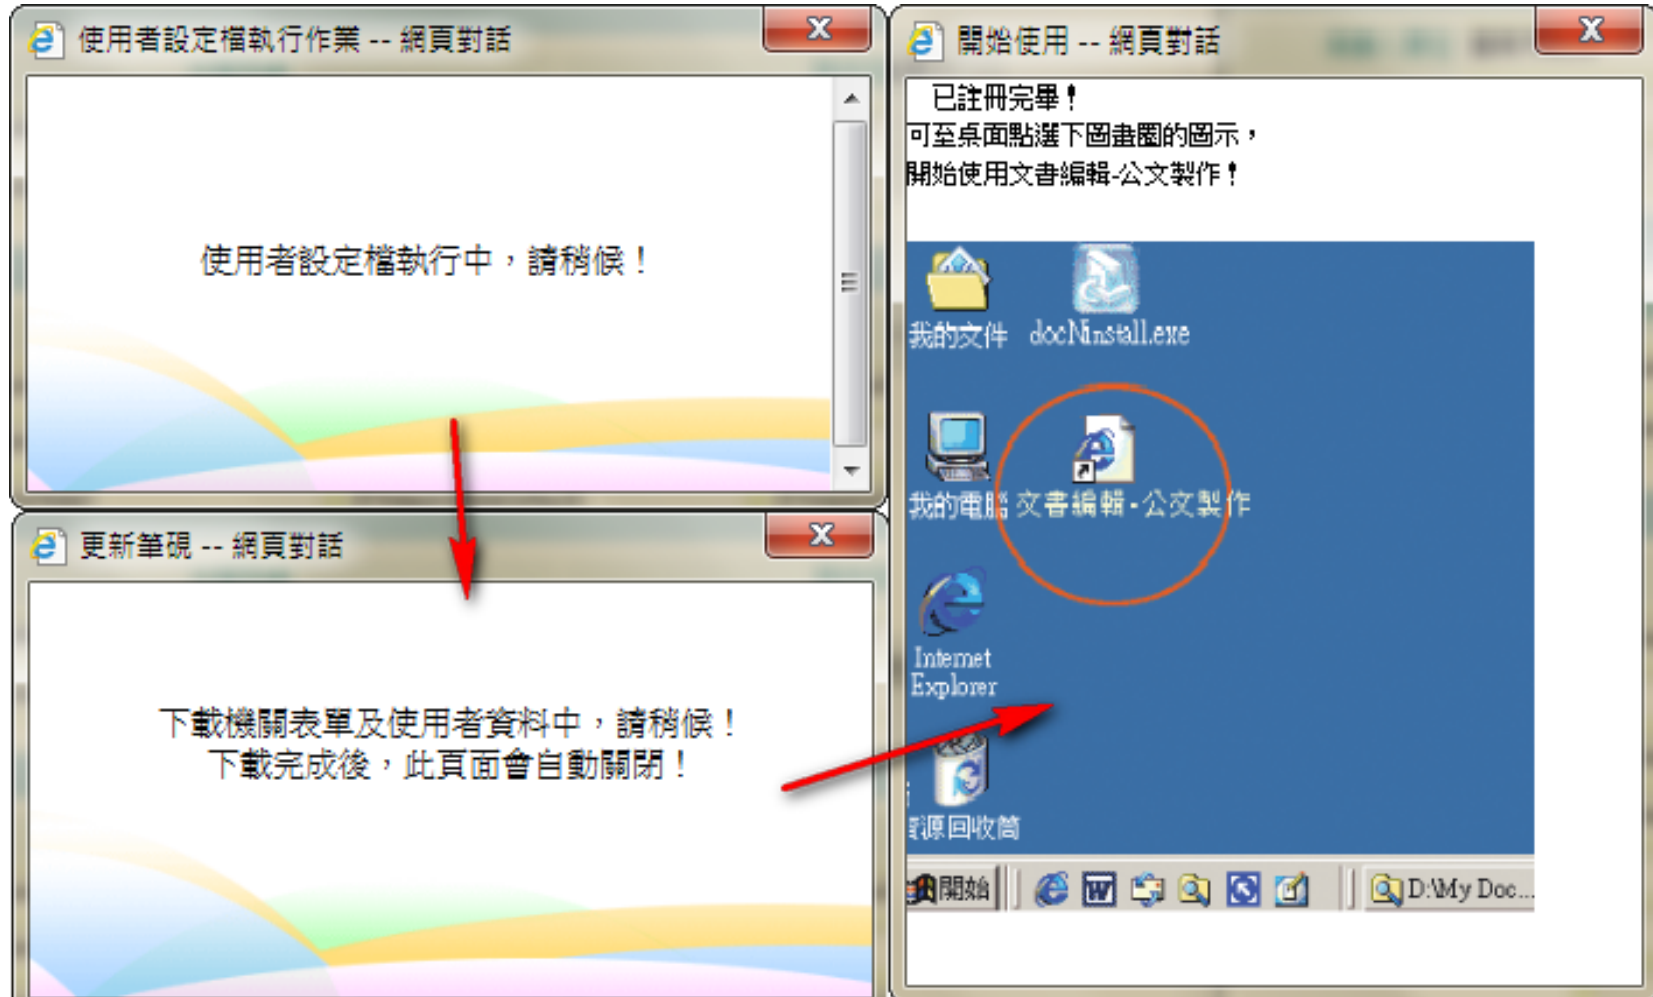 使用者設定檔執行作業 -- 網頁對話
使用者設定檔執行中，請稍候！
更新筆硯 -- 網頁對話
下載機關表單及使用者資料中，請稍候！
下載完成後，此頁面會自動關閉！
開始使用 -- 網頁對話
已註冊完畢！
可至桌面點選下圖畫圈的圖示，
開始使用文書編輯-公文製作！
我的文件
docNinstall.exe
我的電腦
文書編輯-公文製作
Internet
Explorer
資源回收筒
開始
D:\My Doc...